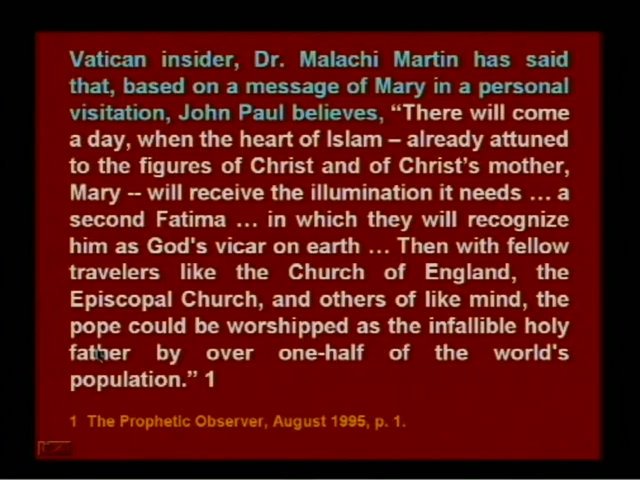 Vatican insider, Dr. Malachi Martin has said
that, based on a message of Mary in a personal
visitation, John Paul believes, “There will come
a day, when the heart of Islam – already attuned
to the figures of Christ and of Christ’s mother,
Mary -- will receive the illumination it needs … a
second Fatima … in which they will recognize
him as God's vicar on earth … Then with fellow
travelers like the Church of England, the
Episcopal Church, and others of like mind, the
pope could be worshipped as the infallible holy
father by over one-half of the world's
population.” 1
1 The Prophetic Observer, August 1995, p. 1.